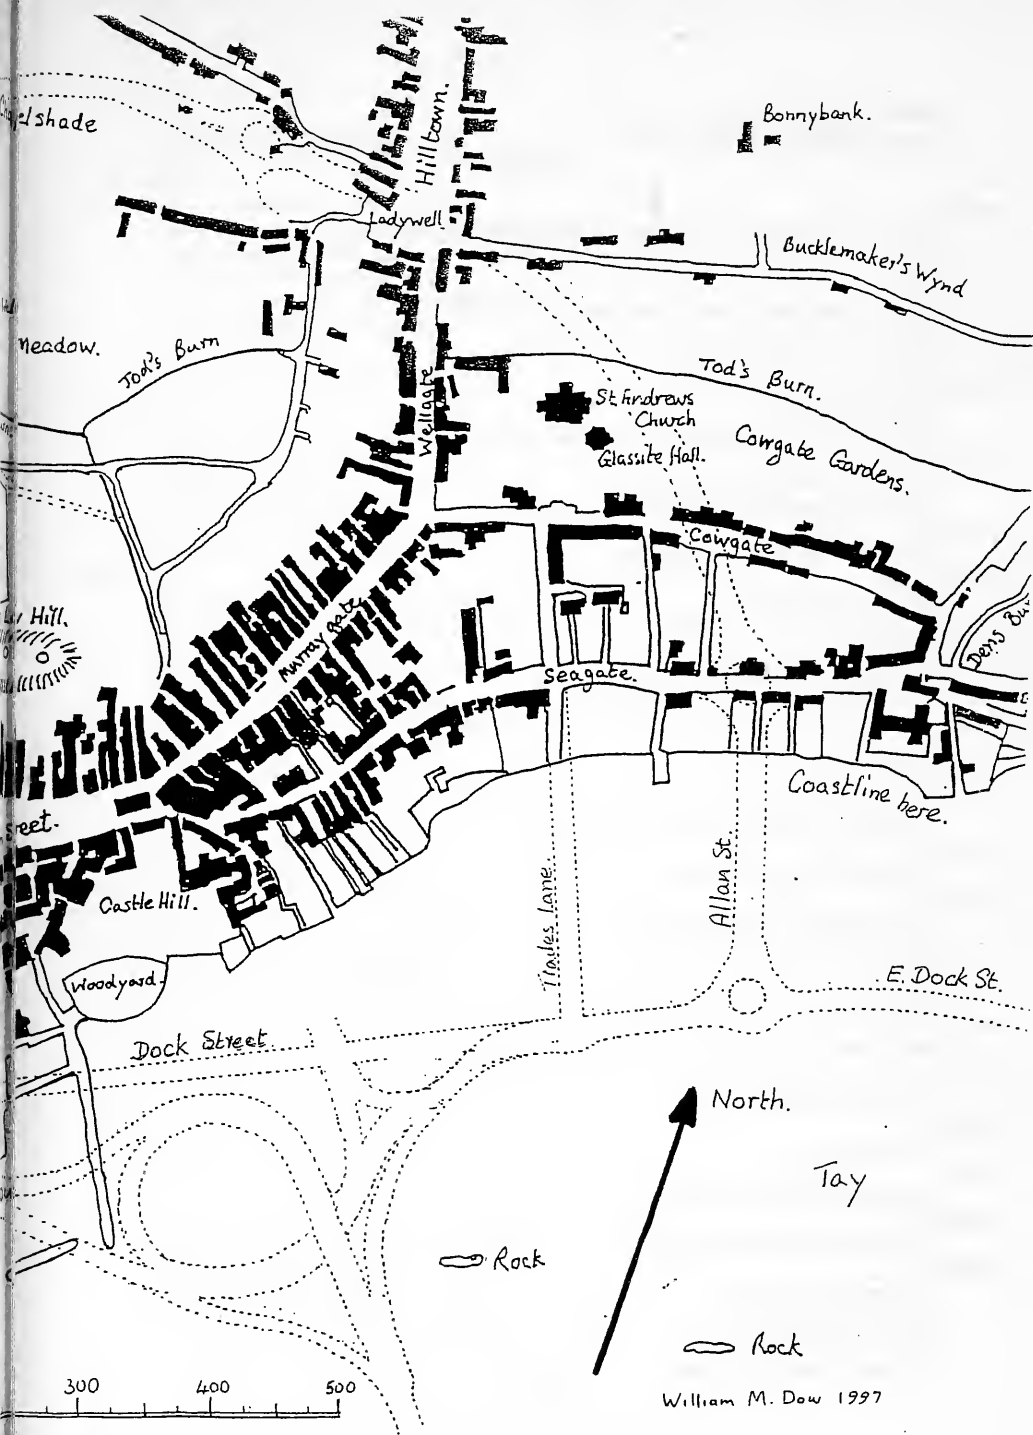 Hilltown.
Bonnybank.
Ladywell
Bucklemaker's Wynd
Meadow.
Tod's Burn
Tod's Burn.
Wellgate
St. Andrews
Church
Glassite Hall.
Cowgate Gardens.
Cowgate
Hill.
Murraygate
Dens
Seagate.
Coastline here.
Castle Hill.
Woodyard.
Trades Lane.
Allan St.
E. Dock St.
Dock Street.
North.
Tay
Rock
Rock
300 400 500
William M. Dow 1997